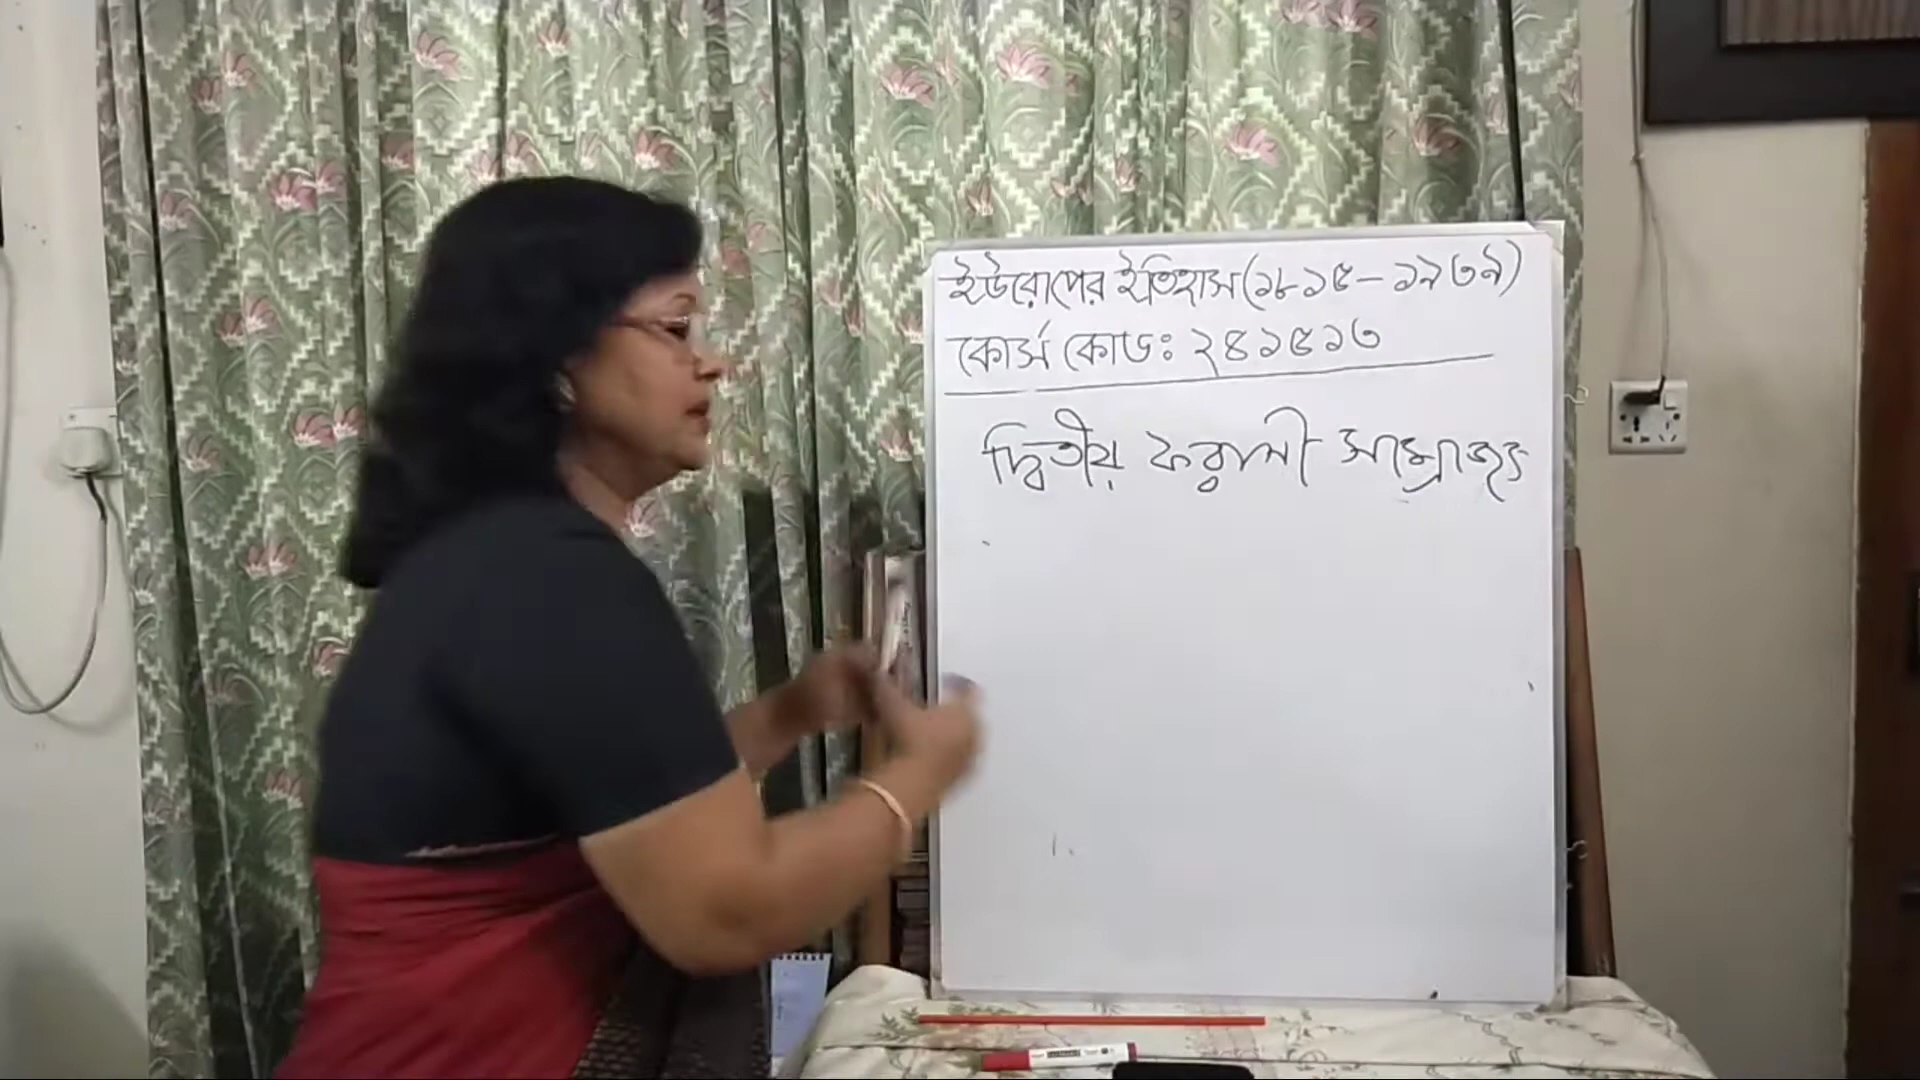 ইউরোপের ইতিহাস (১৮১৫-১৯৩৯)
কোর্স কোডঃ ২৪১৫১৩
দ্বিতীয় ফরাসী সাম্রাজ্য